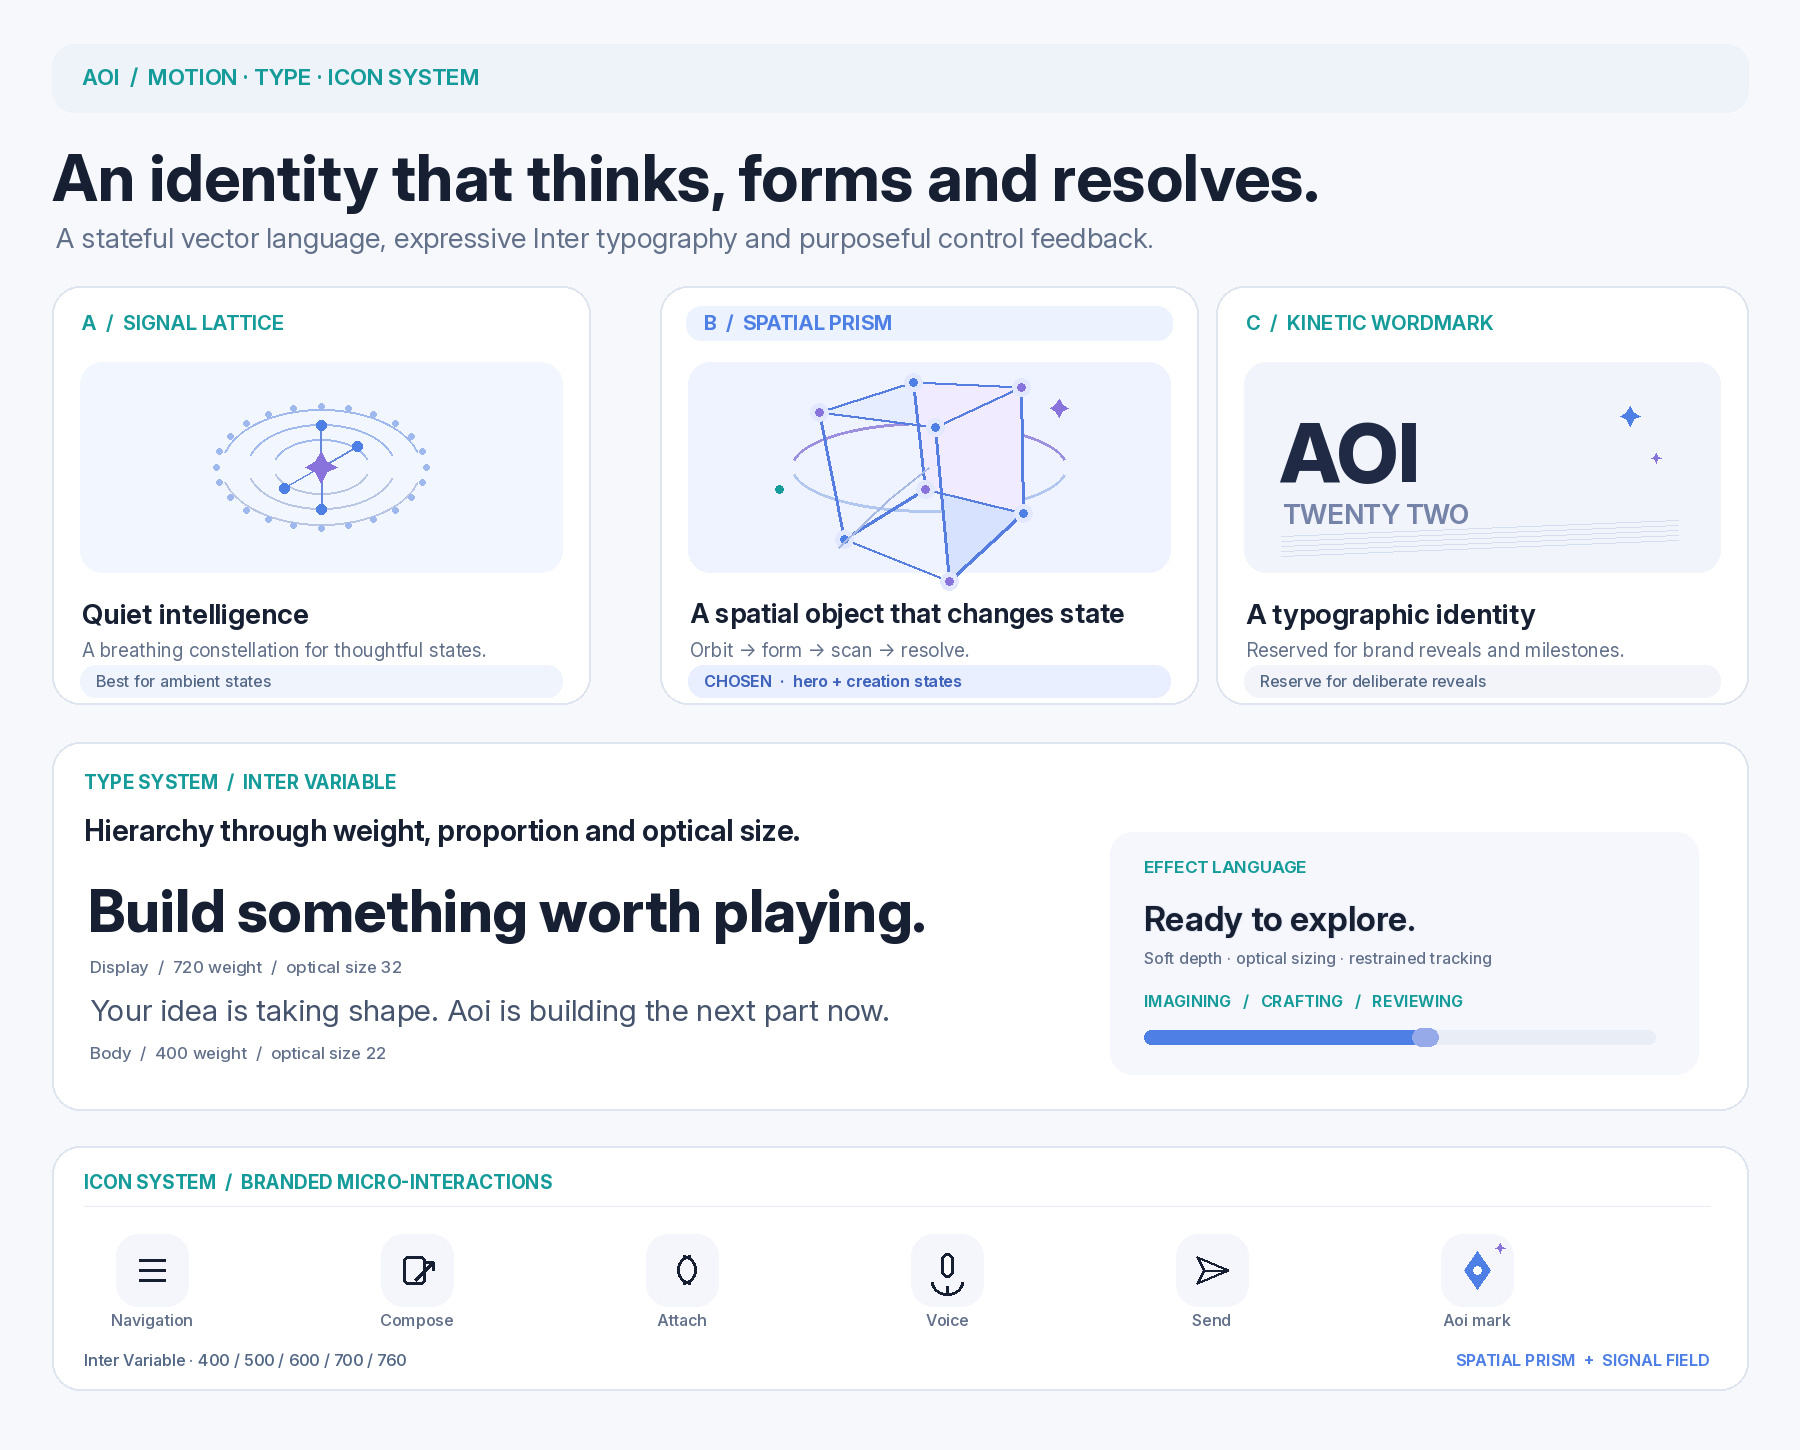 AOI / MOTION · TYPE · ICON SYSTEM
An identity that thinks, forms and resolves.
A stateful vector language, expressive Inter typography and purposeful control feedback.
A / SIGNAL LATTICE
Quiet intelligence
A breathing constellation for thoughtful states.
Best for ambient states
B / SPATIAL PRISM
A spatial object that changes state
Orbit → form → scan → resolve.
CHOSEN · hero + creation states
C / KINETIC WORDMARK
AOI
TWENTY TWO
A typographic identity
Reserved for brand reveals and milestones.
Reserve for deliberate reveals
TYPE SYSTEM / INTER VARIABLE
Hierarchy through weight, proportion and optical size.
Build something worth playing.
Display / 720 weight / optical size 32
Your idea is taking shape. Aoi is building the next part now.
Body / 400 weight / optical size 22
EFFECT LANGUAGE
Ready to explore.
Soft depth · optical sizing · restrained tracking
IMAGINING / CRAFTING / REVIEWING
ICON SYSTEM / BRANDED MICRO-INTERACTIONS
Navigation
Compose
Attach
Voice
Send
Aoi mark
Inter Variable · 400 / 500 / 600 / 700 / 760
SPATIAL PRISM + SIGNAL FIELD